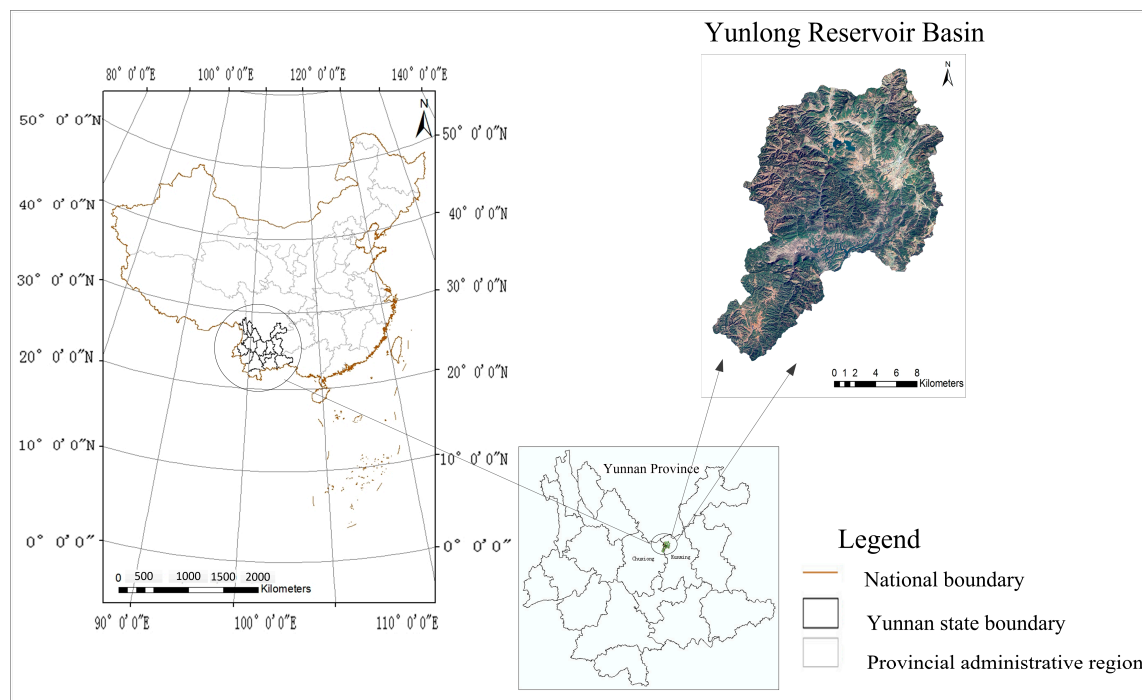 Yunlong Reservoir Basin
80° 0′0″E 100° 0′0″E 120° 0′0″E 140° 0′0″E
N
N
50° 0′0″N
50° 0′0″N
40° 0′0″N
40° 0′0″N
30° 0′0″N
30° 0′0″N
20° 0′0″N
20° 0′0″N
10° 0′0″N
10° 0′0″N
0° 0′0″
0° 0′0″
0 500 1000 1500 2000
Kilometers
90° 0′0″E 100° 0′0″E 110° 0′0″E
0 1 2 4 6 8
Kilometers
Yunnan Province
Chuxiong
Kunming
Legend
National boundary
Yunnan state boundary
Provincial administrative region